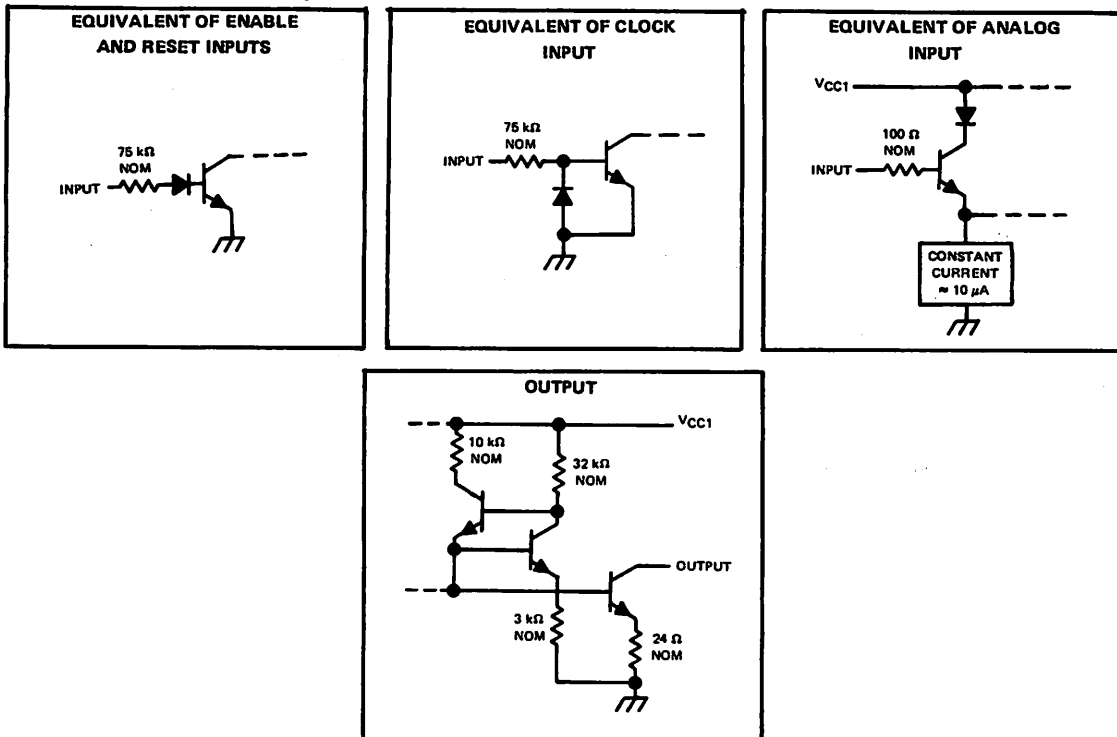 EQUIVALENT OF ENABLE
AND RESET INPUTS
75 kΩ
NOM
INPUT
EQUIVALENT OF CLOCK
INPUT
75 kΩ
NOM
INPUT
EQUIVALENT OF ANALOG
INPUT
VCC1
100 Ω
NOM
INPUT
CONSTANT
CURRENT
≈ 10 μA
OUTPUT
VCC1
10 kΩ
NOM
32 kΩ
NOM
OUTPUT
3 kΩ
NOM
24 Ω
NOM